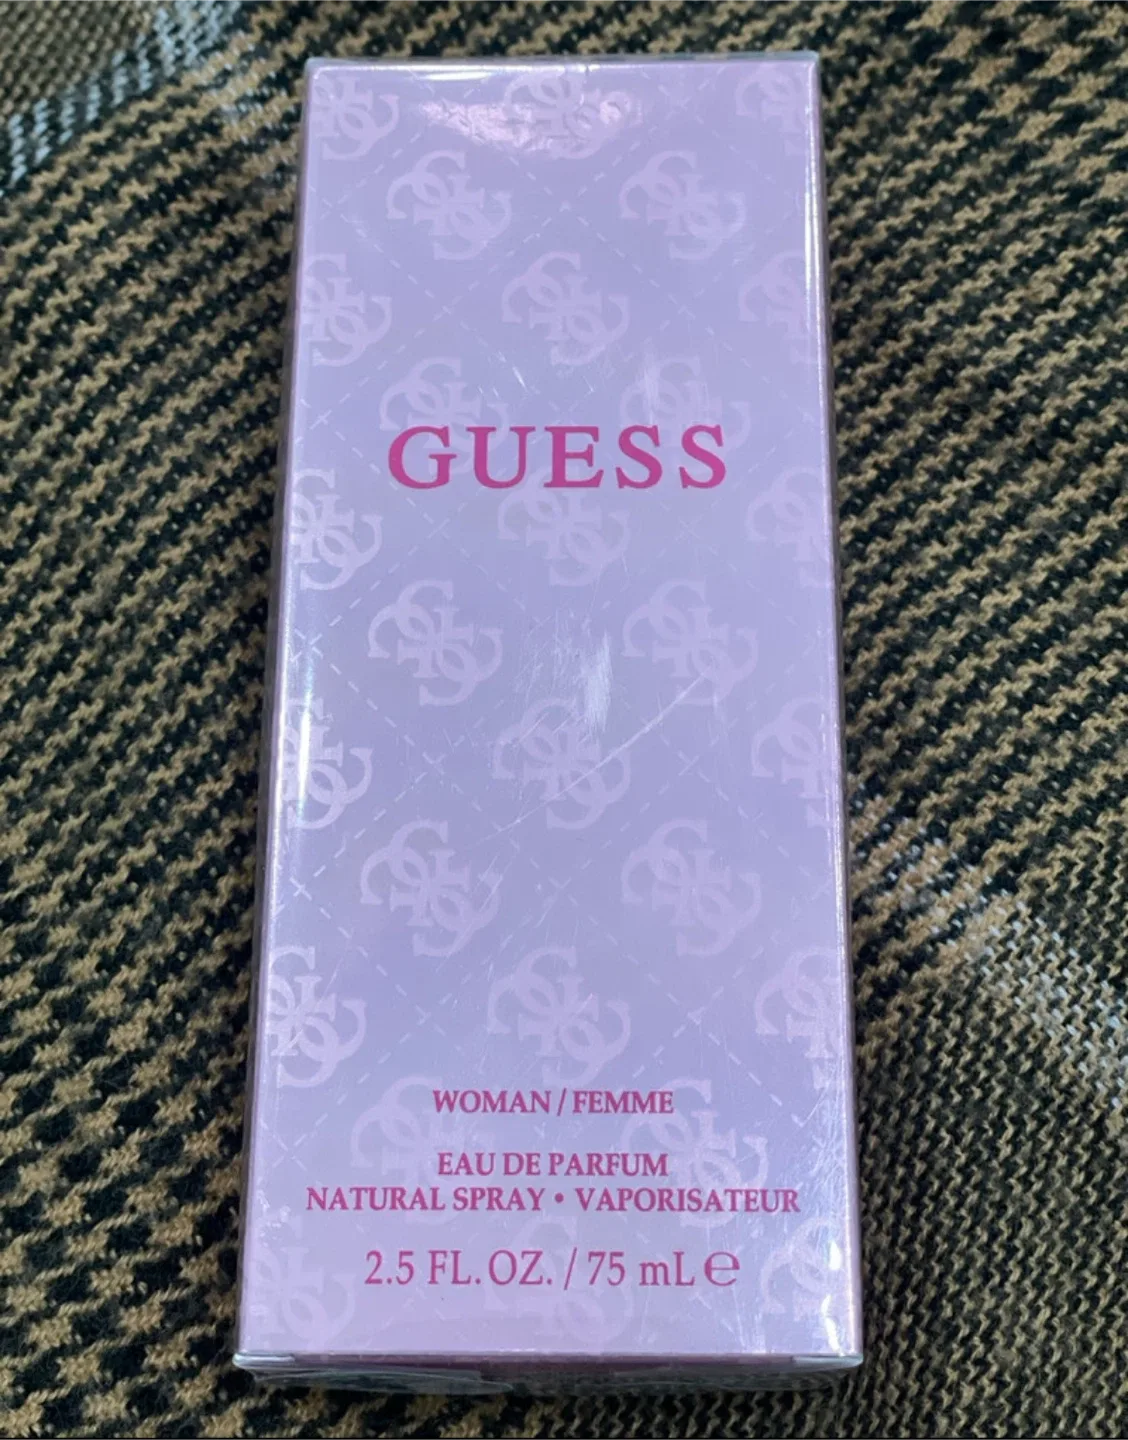 GUESS
WOMAN / FEMME
EAU DE PARFUM
NATURAL SPRAY • VAPORISATEUR
2.5 FL. OZ. / 75 mL ℮